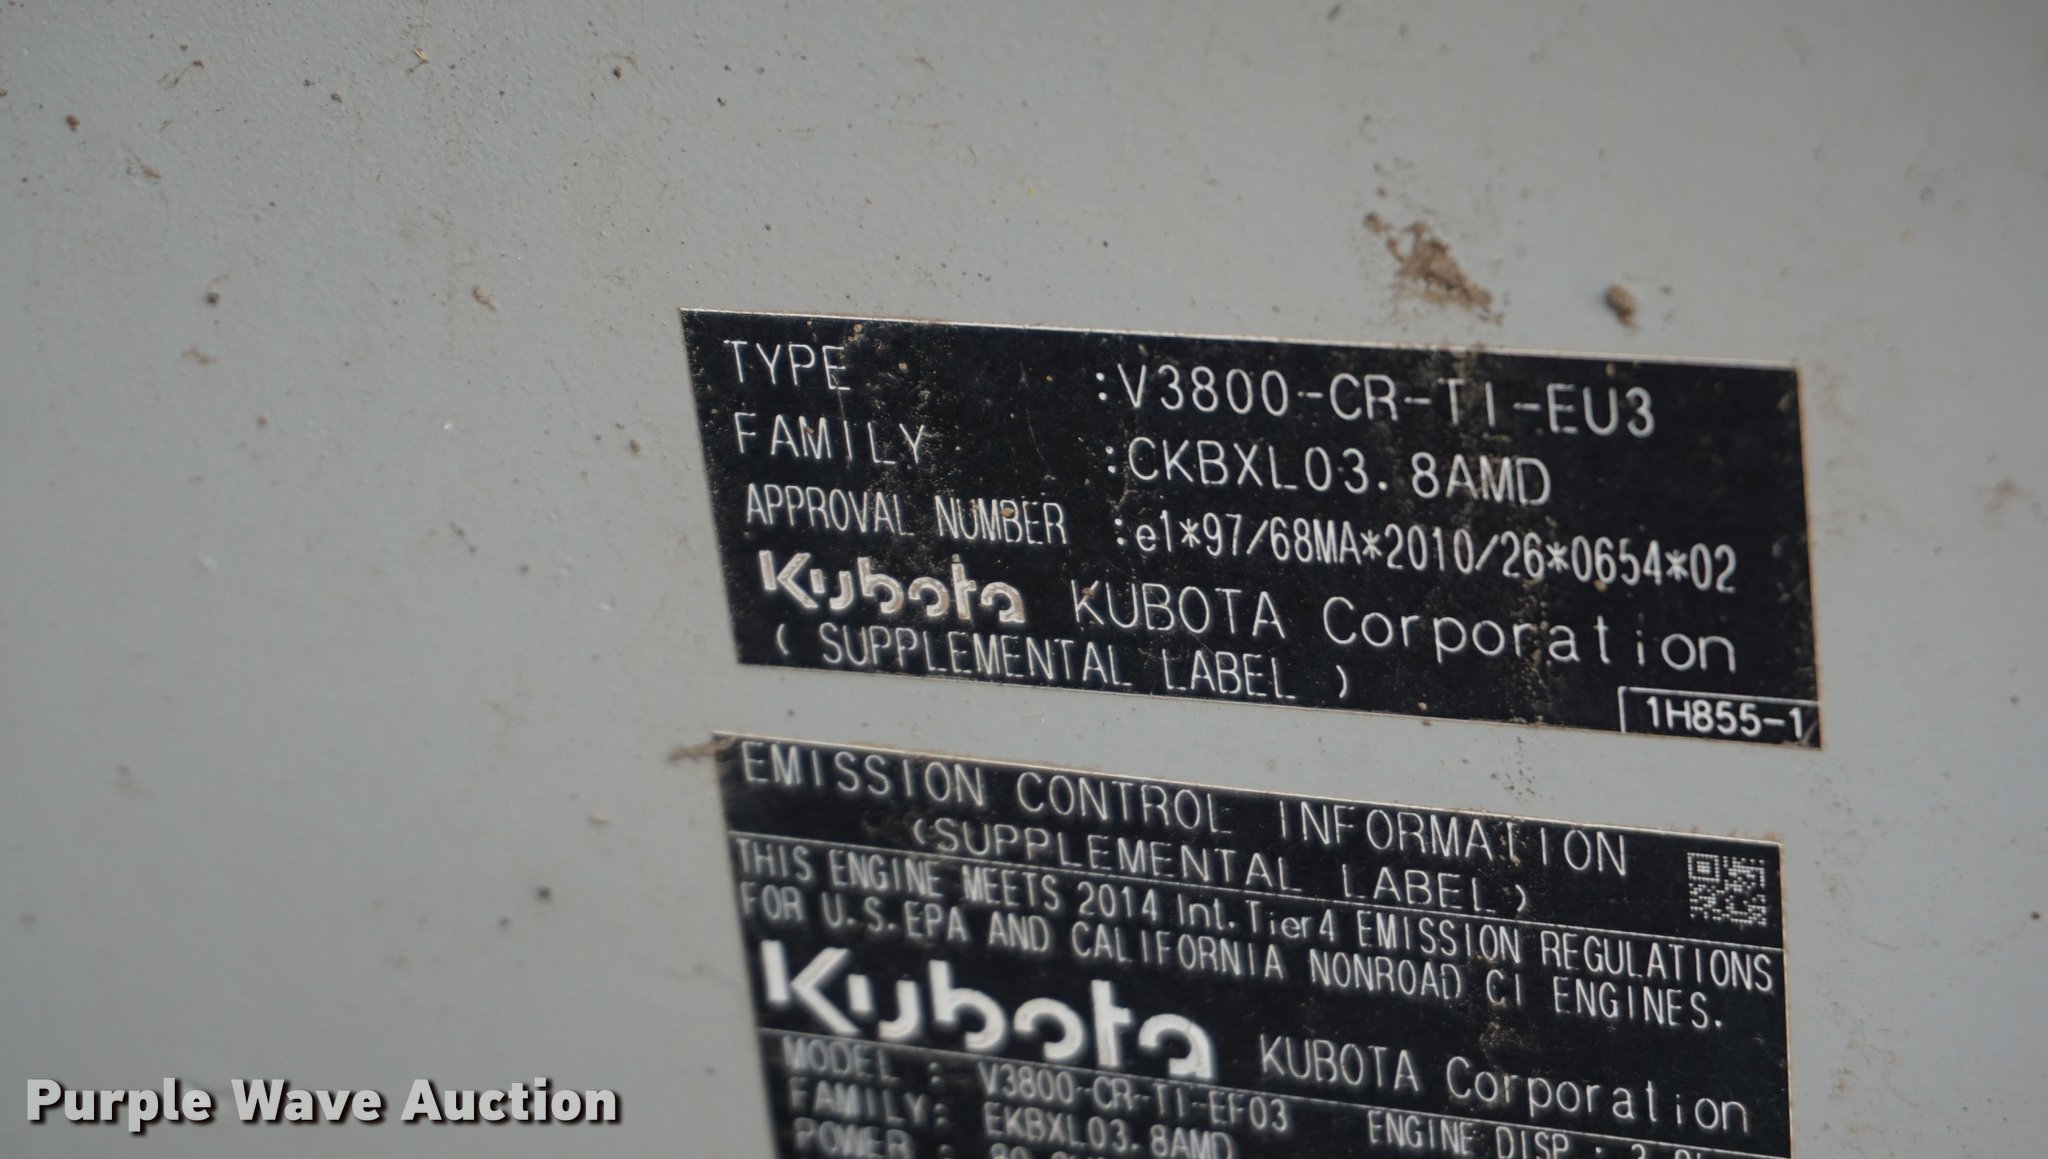 TYPE :V3800-CR-TI-EU3
FAMILY :CKBXL03.8AMD
APPROVAL NUMBER :e1*97/68MA*2010/26*0654*02
Kubota KUBOTA Corporation
( SUPPLEMENTAL LABEL )
1H855-1
EMISSION CONTROL INFORMATION
(SUPPLEMENTAL LABEL)
THIS ENGINE MEETS 2014 Int.Tier4 EMISSION REGULATIONS
FOR U.S.EPA AND CALIFORNIA NONROAD CI ENGINES.
Kubota KUBOTA Corporation
MODEL : V3800-CR-TI-EF03
FAMILY: EKBXL03.8AMD ENGINE DISP.:
POWER :
Purple Wave Auction